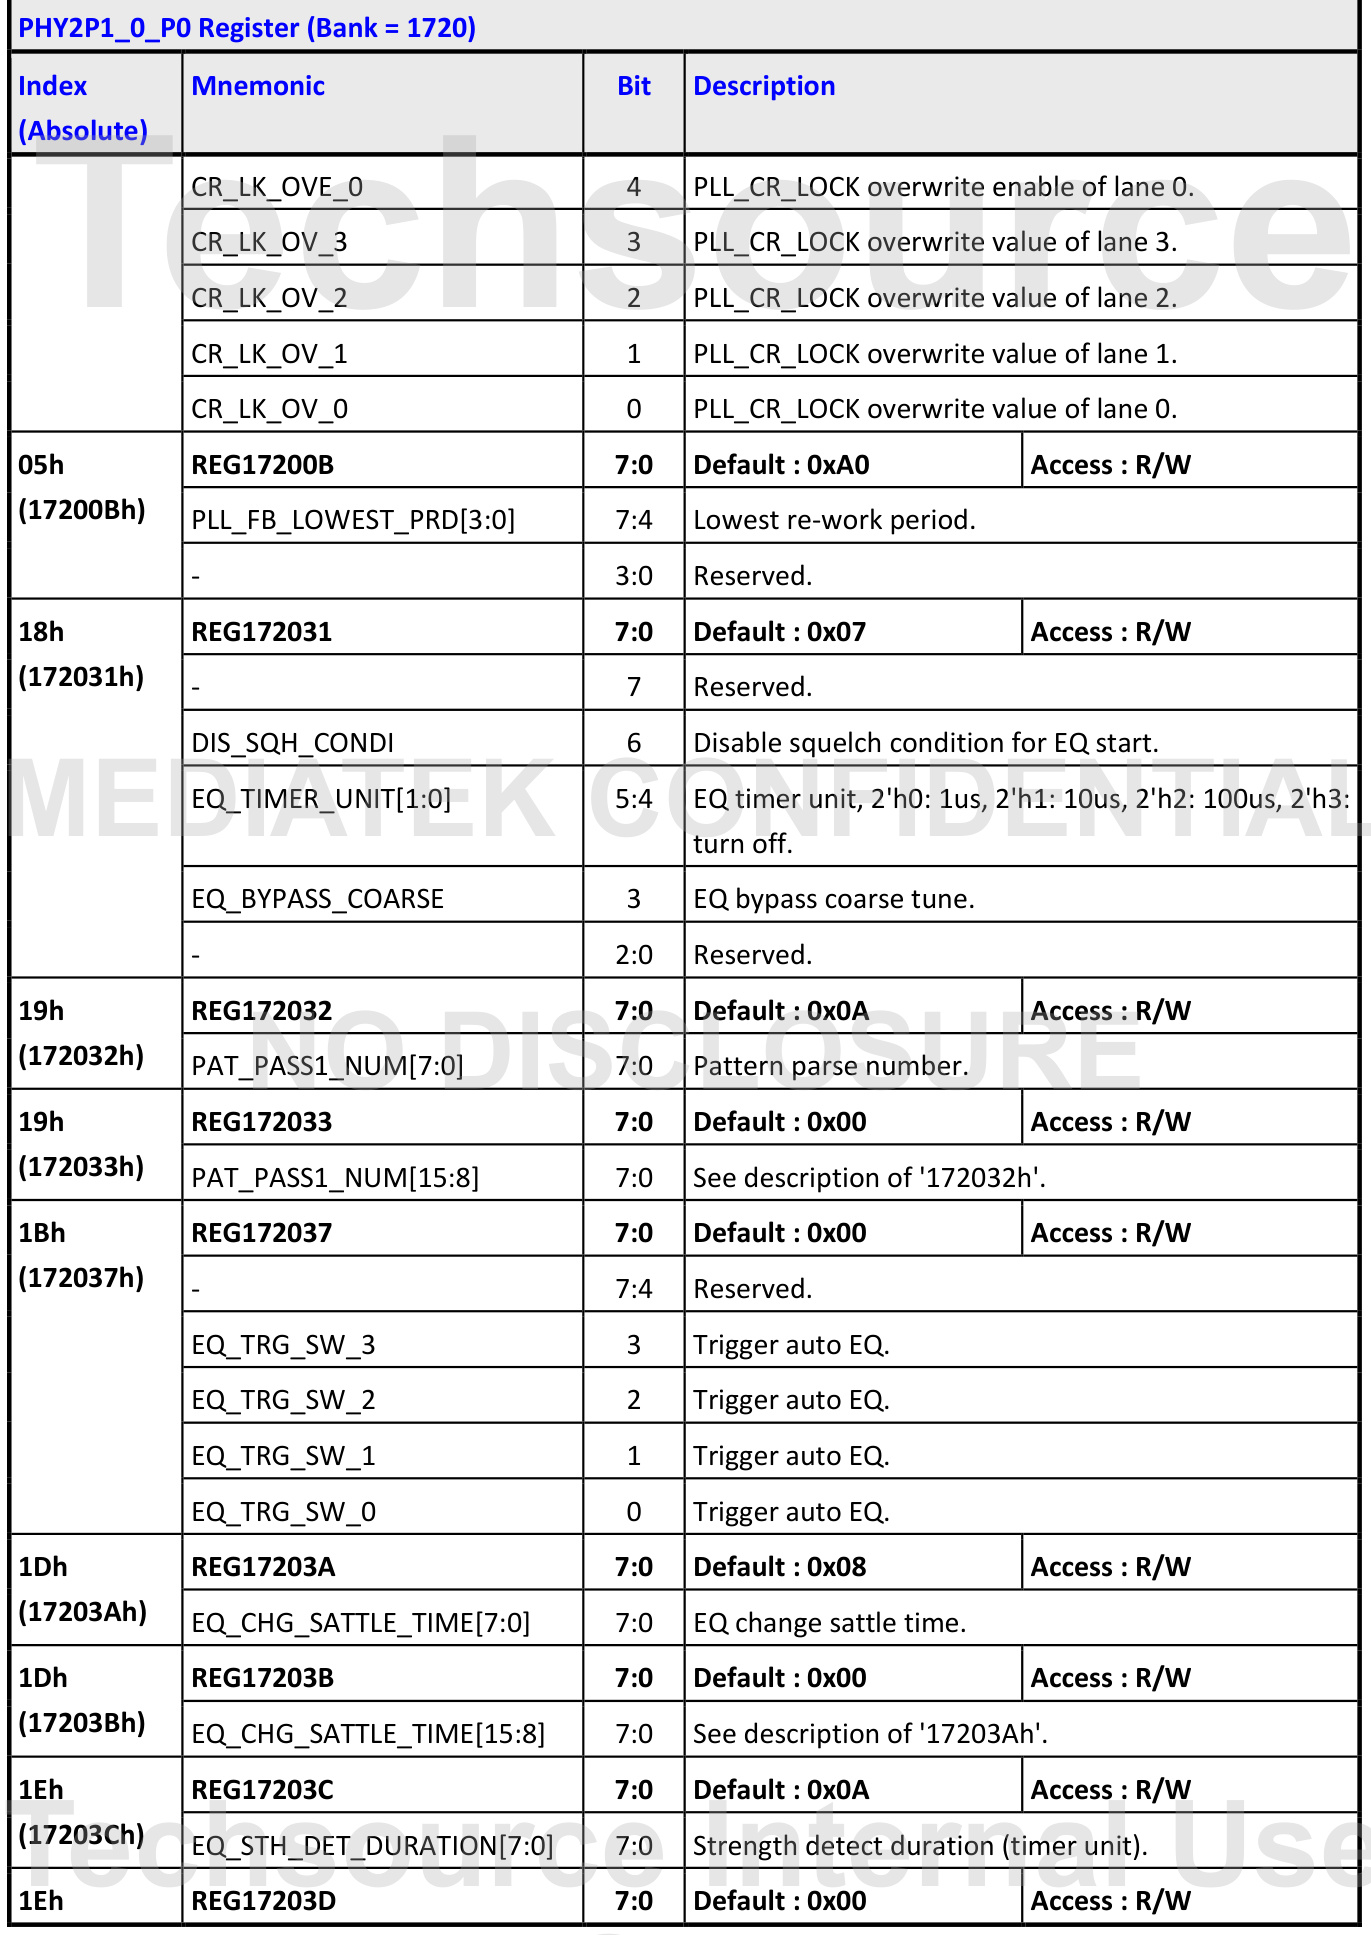 PHY2P1_0_P0 Register (Bank = 1720)
Index (Absolute) Mnemonic Bit Description
CR_LK_OVE_0 4 PLL_CR_LOCK overwrite enable of lane 0.
CR_LK_OV_3 3 PLL_CR_LOCK overwrite value of lane 3.
CR_LK_OV_2 2 PLL_CR_LOCK overwrite value of lane 2.
CR_LK_OV_1 1 PLL_CR_LOCK overwrite value of lane 1.
CR_LK_OV_0 0 PLL_CR_LOCK overwrite value of lane 0.
05h REG17200B 7:0 Default : 0xA0 Access : R/W
(17200Bh) PLL_FB_LOWEST_PRD[3:0] 7:4 Lowest re-work period.
- 3:0 Reserved.
18h REG172031 7:0 Default : 0x07 Access : R/W
(172031h) - 7 Reserved.
DIS_SQH_CONDI 6 Disable squelch condition for EQ start.
EQ_TIMER_UNIT[1:0] 5:4 EQ timer unit, 2'h0: 1us, 2'h1: 10us, 2'h2: 100us, 2'h3:
turn off.
EQ_BYPASS_COARSE 3 EQ bypass coarse tune.
- 2:0 Reserved.
19h REG172032 7:0 Default : 0x0A Access : R/W
(172032h) PAT_PASS1_NUM[7:0] 7:0 Pattern parse number.
19h REG172033 7:0 Default : 0x00 Access : R/W
(172033h) PAT_PASS1_NUM[15:8] 7:0 See description of '172032h'.
1Bh REG172037 7:0 Default : 0x00 Access : R/W
(172037h) - 7:4 Reserved.
EQ_TRG_SW_3 3 Trigger auto EQ.
EQ_TRG_SW_2 2 Trigger auto EQ.
EQ_TRG_SW_1 1 Trigger auto EQ.
EQ_TRG_SW_0 0 Trigger auto EQ.
1Dh REG17203A 7:0 Default : 0x08 Access : R/W
(17203Ah) EQ_CHG_SATTLE_TIME[7:0] 7:0 EQ change sattle time.
1Dh REG17203B 7:0 Default : 0x00 Access : R/W
(17203Bh) EQ_CHG_SATTLE_TIME[15:8] 7:0 See description of '17203Ah'.
1Eh REG17203C 7:0 Default : 0x0A Access : R/W
(17203Ch) EQ_STH_DET_DURATION[7:0] 7:0 Strength detect duration (timer unit).
1Eh REG17203D 7:0 Default : 0x00 Access : R/W
Techsource
MEDIATEK CONFIDENTIAL
NO DISCLOSURE
Techsource Internal Use